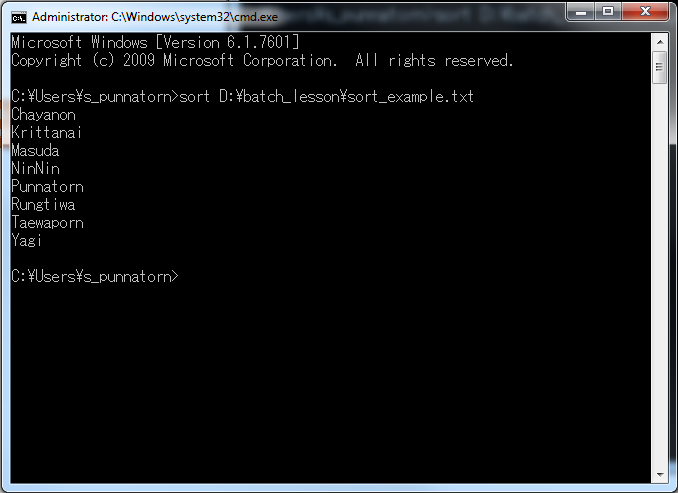 Administrator: C:\Windows\system32\cmd.exe
Microsoft Windows [Version 6.1.7601]
Copyright (c) 2009 Microsoft Corporation.  All rights reserved.
C:¥Users¥s_punnatorn>sort D:¥batch_lesson¥sort_example.txt
Chayanon
Krittanai
Masuda
NinNin
Punnatorn
Rungtiwa
Taewaporn
Yagi
C:¥Users¥s_punnatorn>